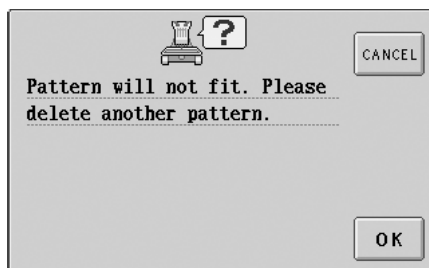 ?
CANCEL
Pattern will not fit. Please
delete another pattern.
OK